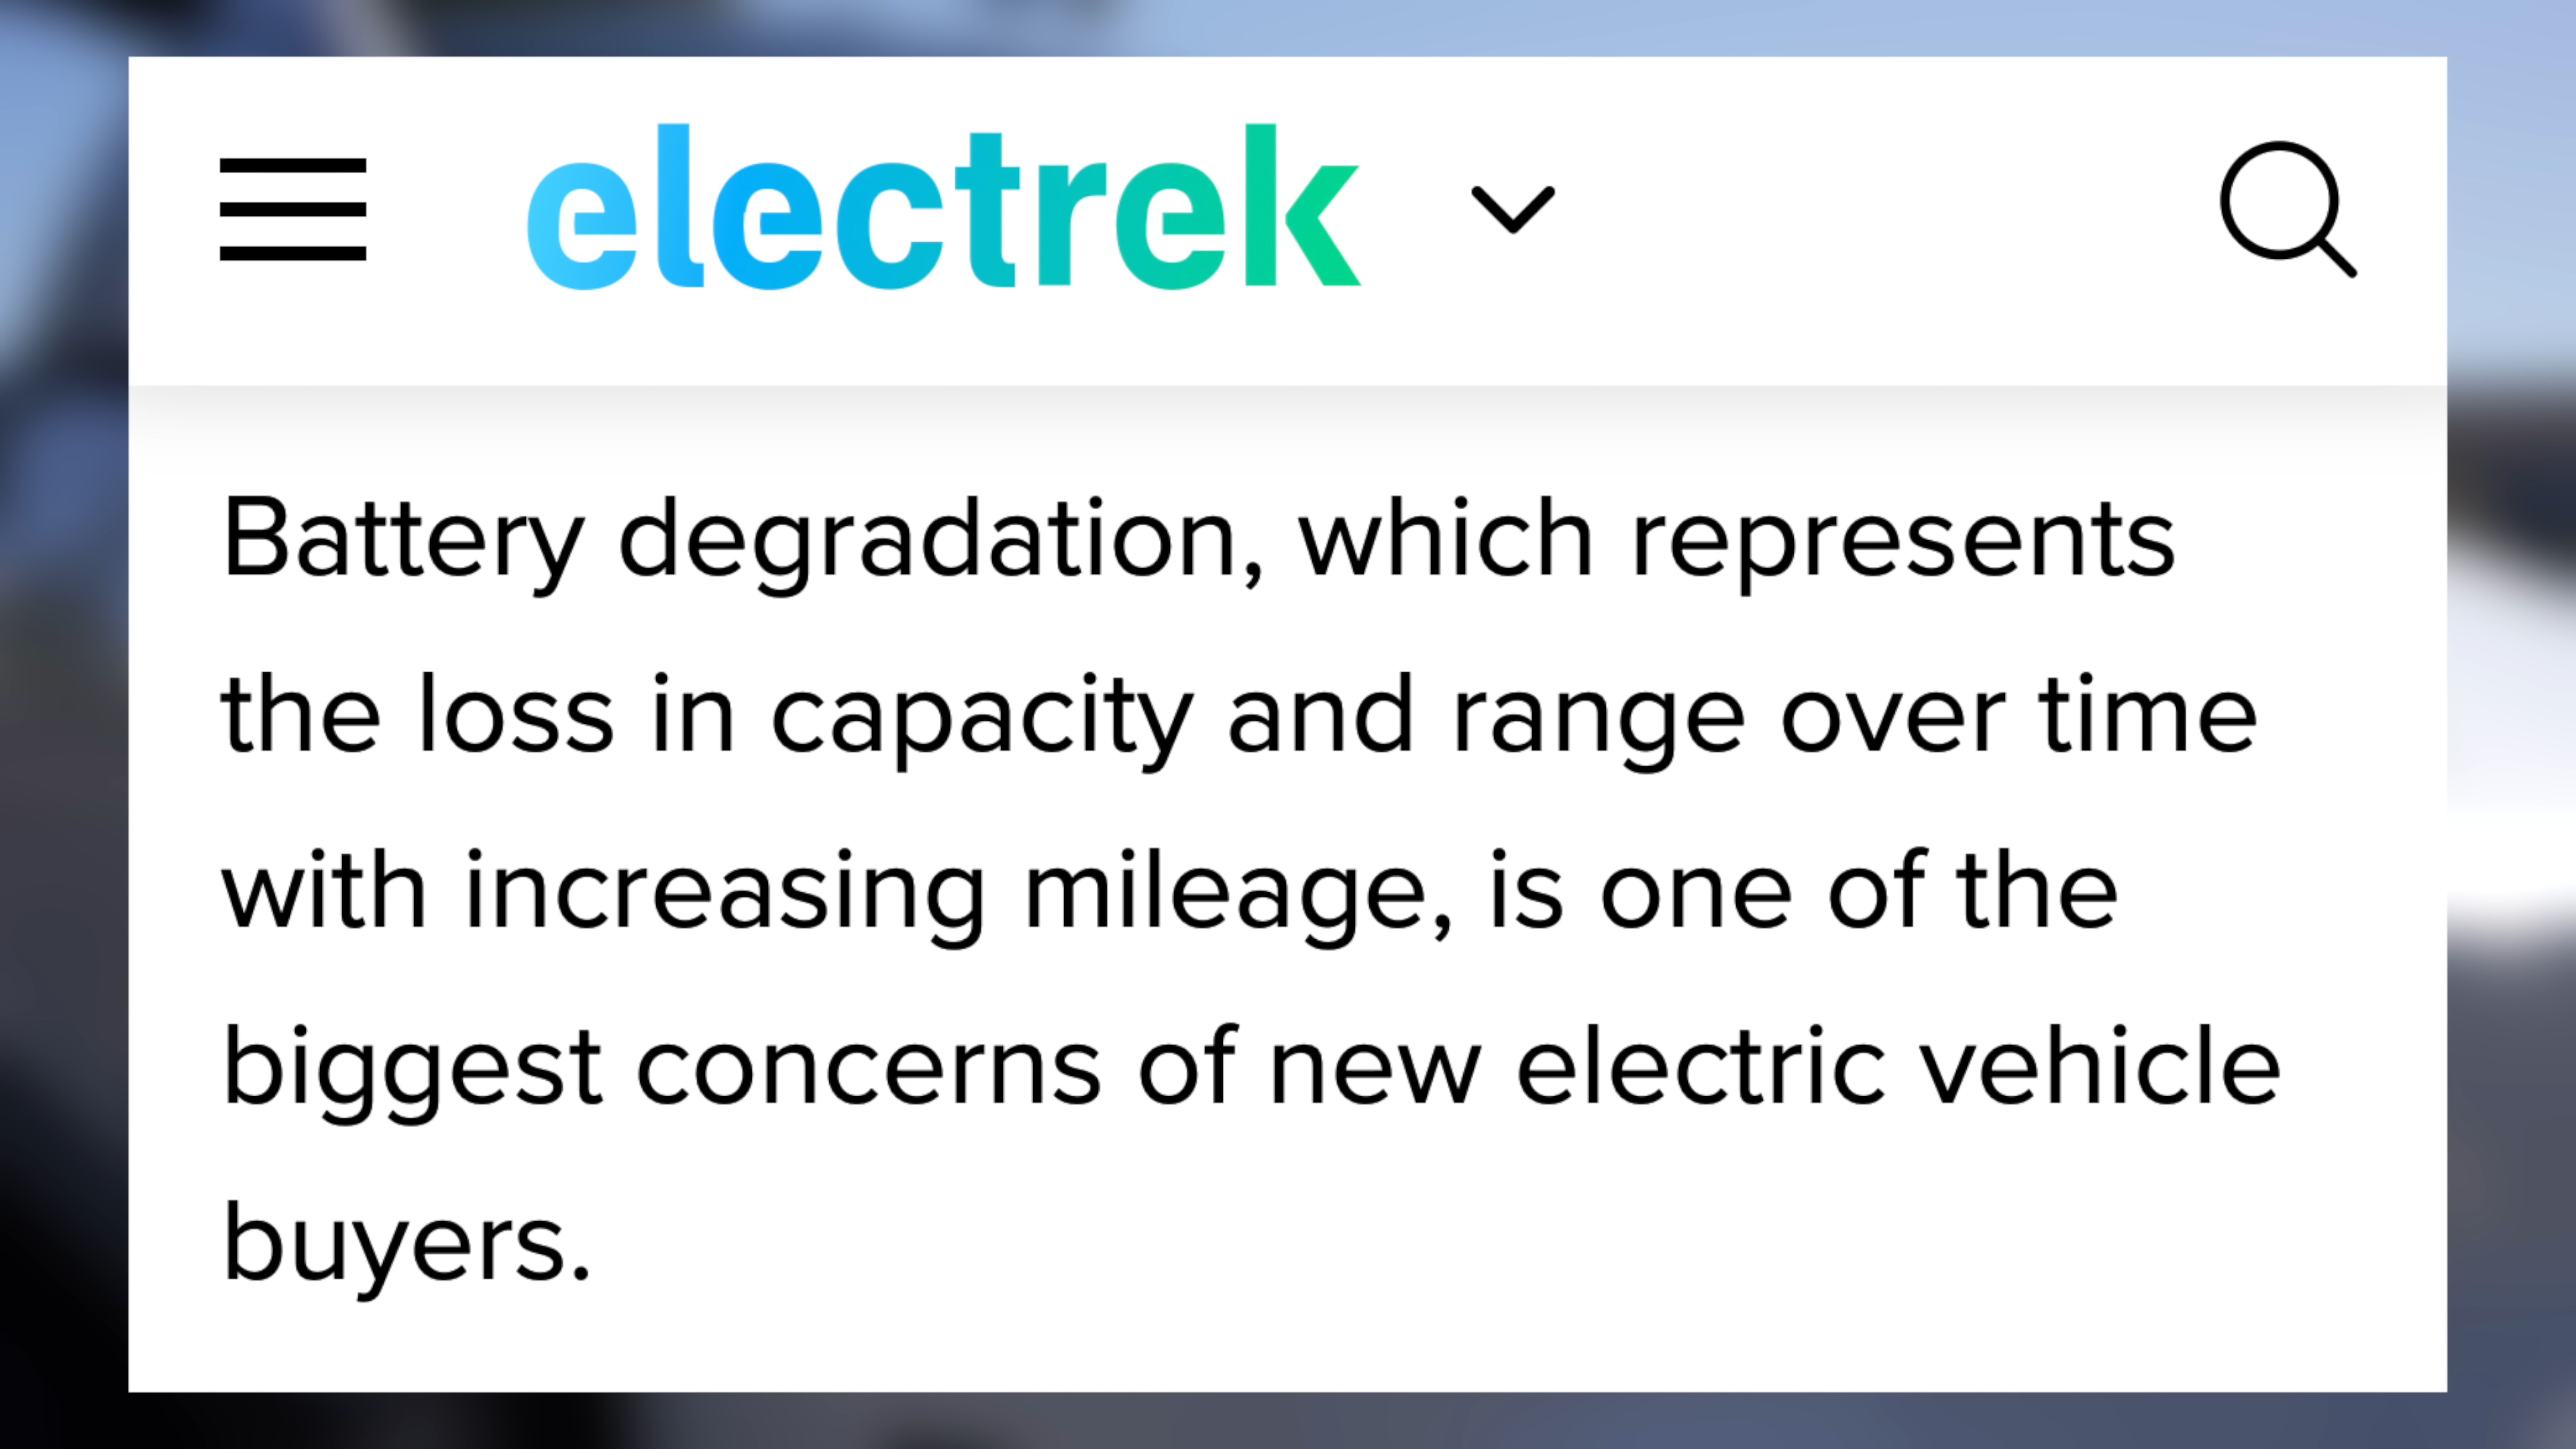 electrek
Battery degradation, which represents
the loss in capacity and range over time
with increasing mileage, is one of the
biggest concerns of new electric vehicle
buyers.